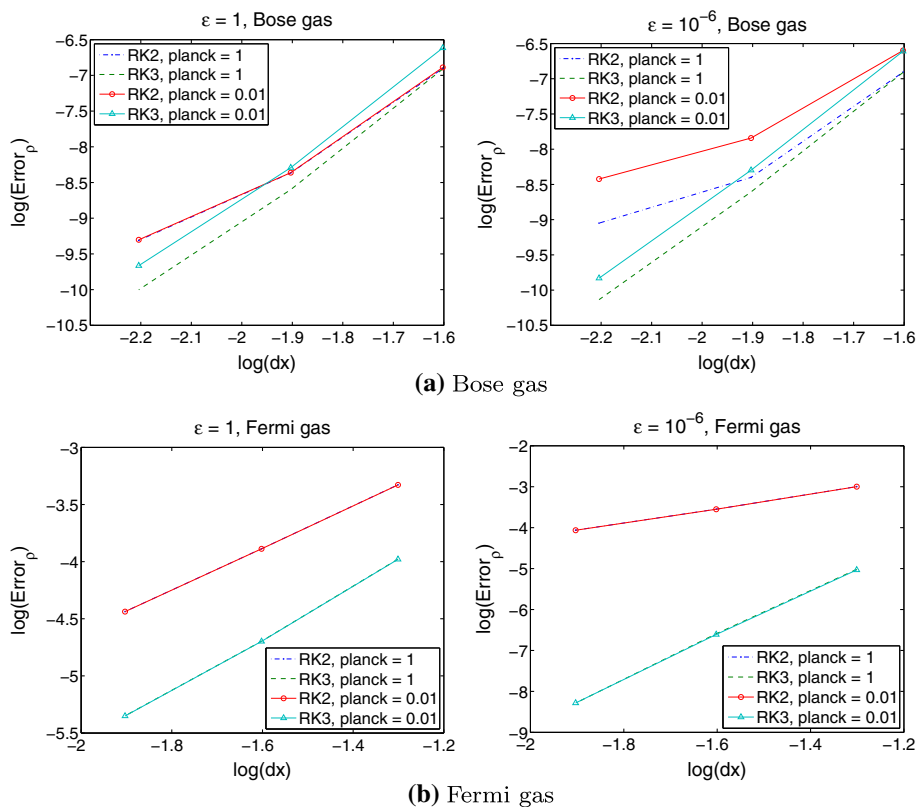 ε = 1, Bose gas
-6.5
-7
-7.5
-8
-8.5
-9
-9.5
-10
-10.5
log(Error_ρ)
RK2, planck = 1
RK3, planck = 1
RK2, planck = 0.01
RK3, planck = 0.01
-2.2 -2.1 -2 -1.9 -1.8 -1.7 -1.6
log(dx)
ε = 10^-6, Bose gas
-6.5
-7
-7.5
-8
-8.5
-9
-9.5
-10
-10.5
log(Error_ρ)
RK2, planck = 1
RK3, planck = 1
RK2, planck = 0.01
RK3, planck = 0.01
-2.2 -2.1 -2 -1.9 -1.8 -1.7 -1.6
log(dx)
(a) Bose gas
ε = 1, Fermi gas
-3
-3.5
-4
-4.5
-5
-5.5
log(Error_ρ)
RK2, planck = 1
RK3, planck = 1
RK2, planck = 0.01
RK3, planck = 0.01
-2 -1.8 -1.6 -1.4 -1.2
log(dx)
ε = 10^-6, Fermi gas
-2
-3
-4
-5
-6
-7
-8
-9
log(Error_ρ)
RK2, planck = 1
RK3, planck = 1
RK2, planck = 0.01
RK3, planck = 0.01
-2 -1.8 -1.6 -1.4 -1.2
log(dx)
(b) Fermi gas